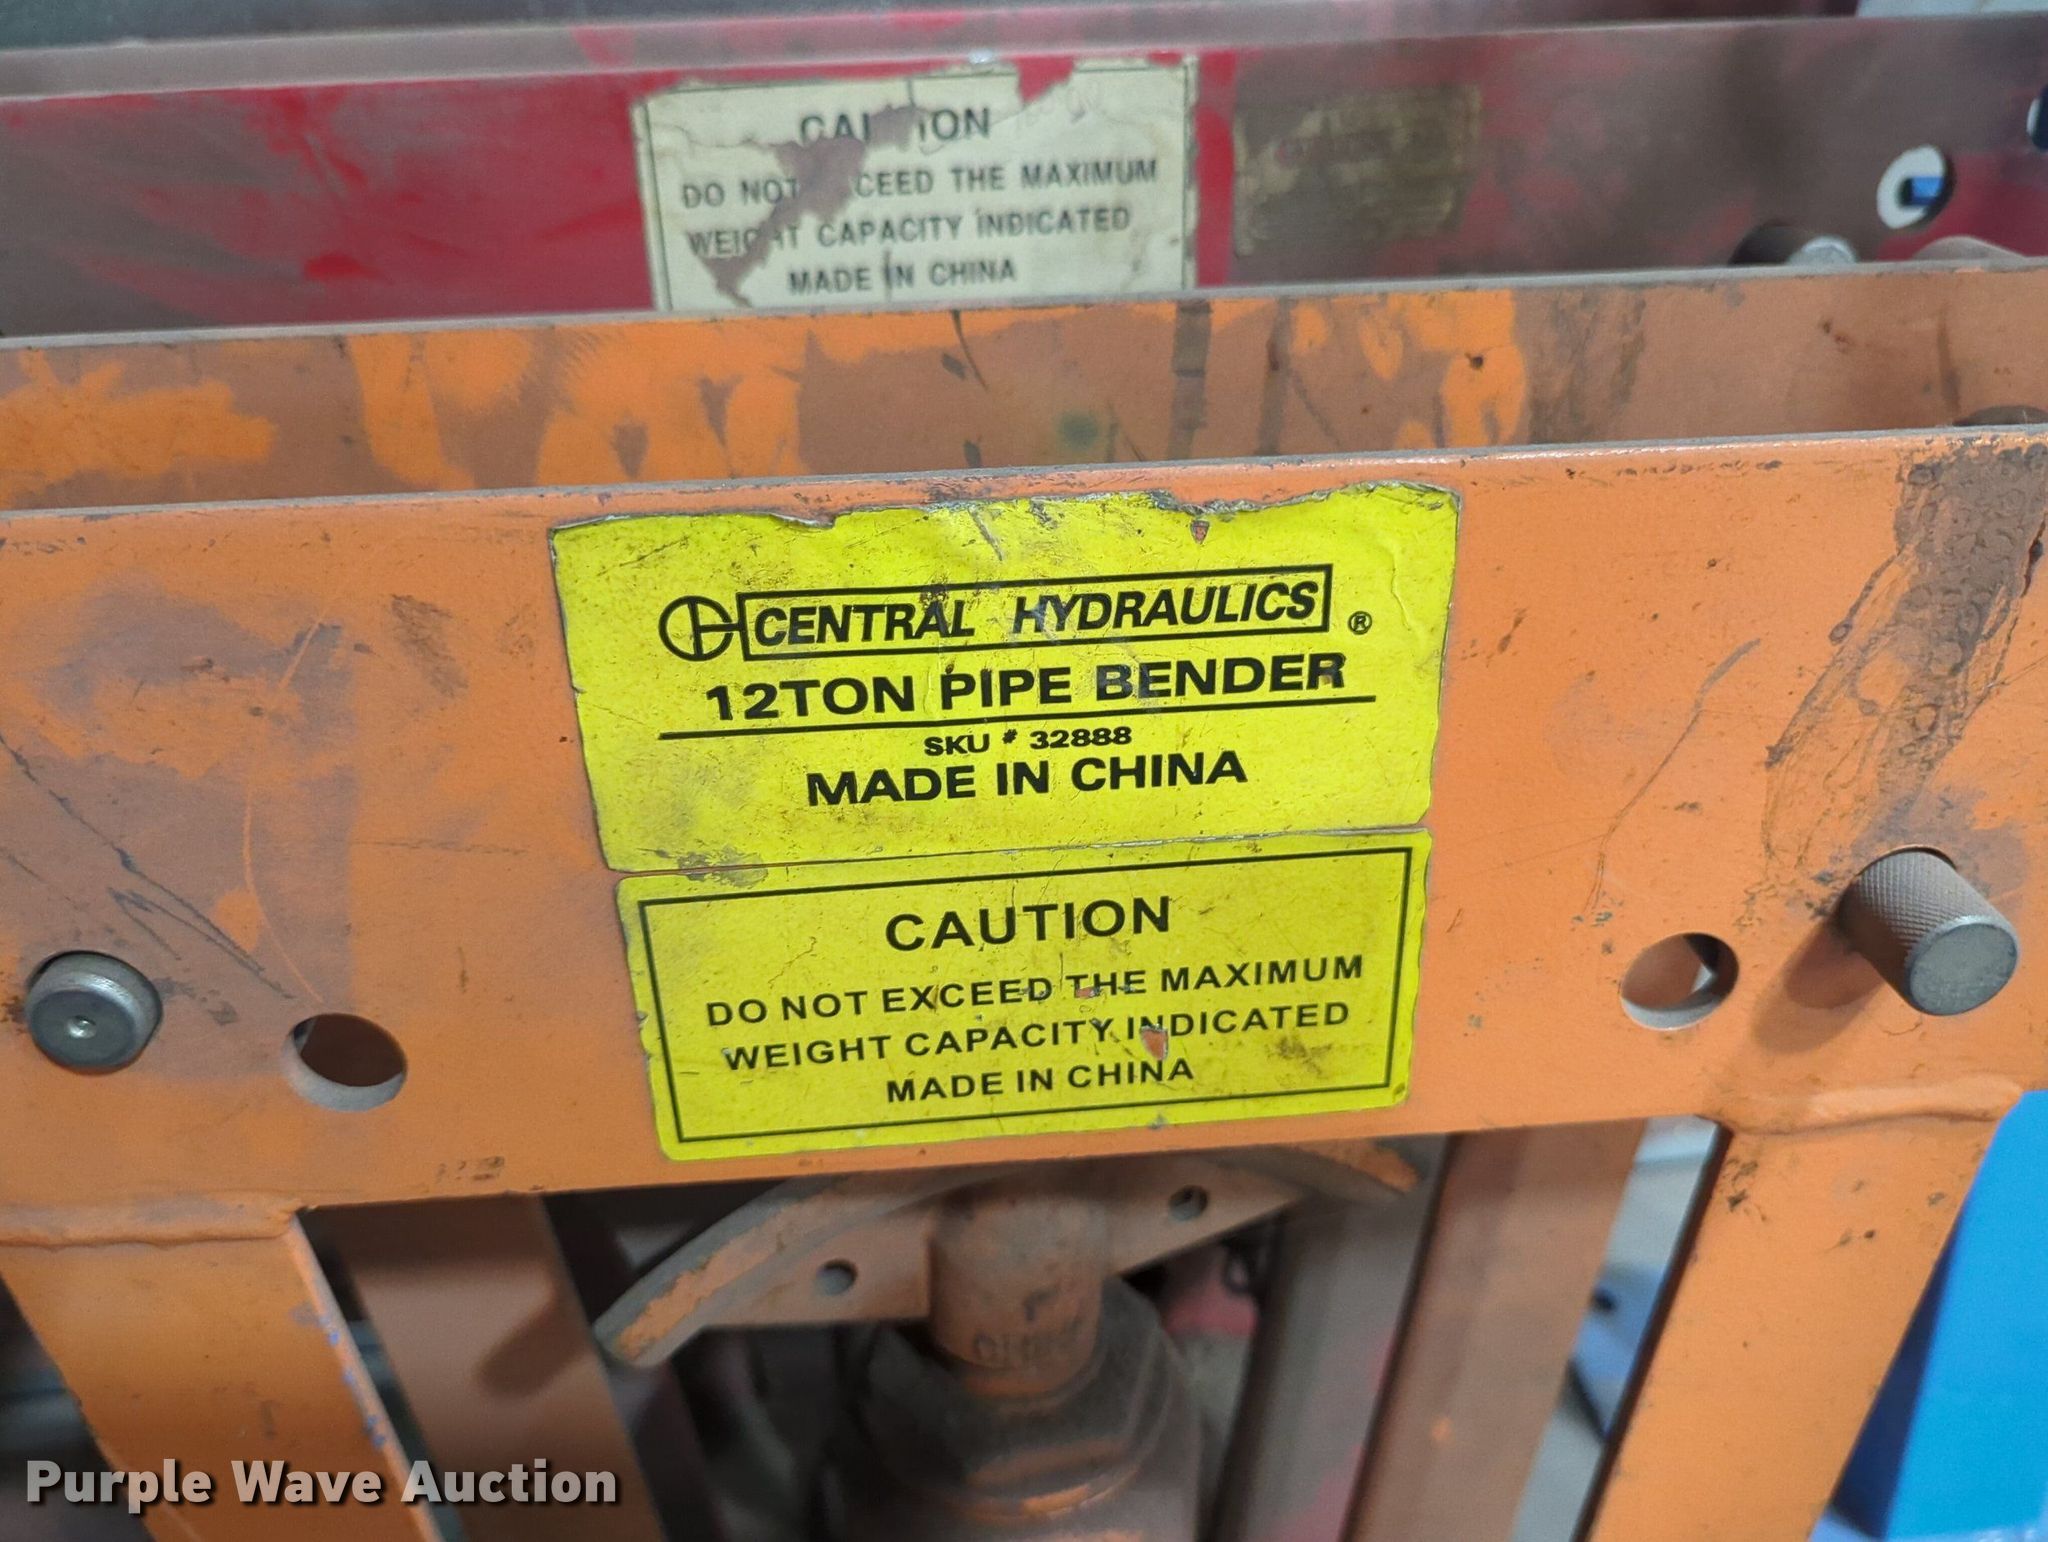 CAUTION
DO NOT EXCEED THE MAXIMUM
WEIGHT CAPACITY INDICATED
MADE IN CHINA
CENTRAL HYDRAULICS ®
12TON PIPE BENDER
SKU # 32888
MADE IN CHINA
CAUTION
DO NOT EXCEED THE MAXIMUM
WEIGHT CAPACITY INDICATED
MADE IN CHINA
Purple Wave Auction